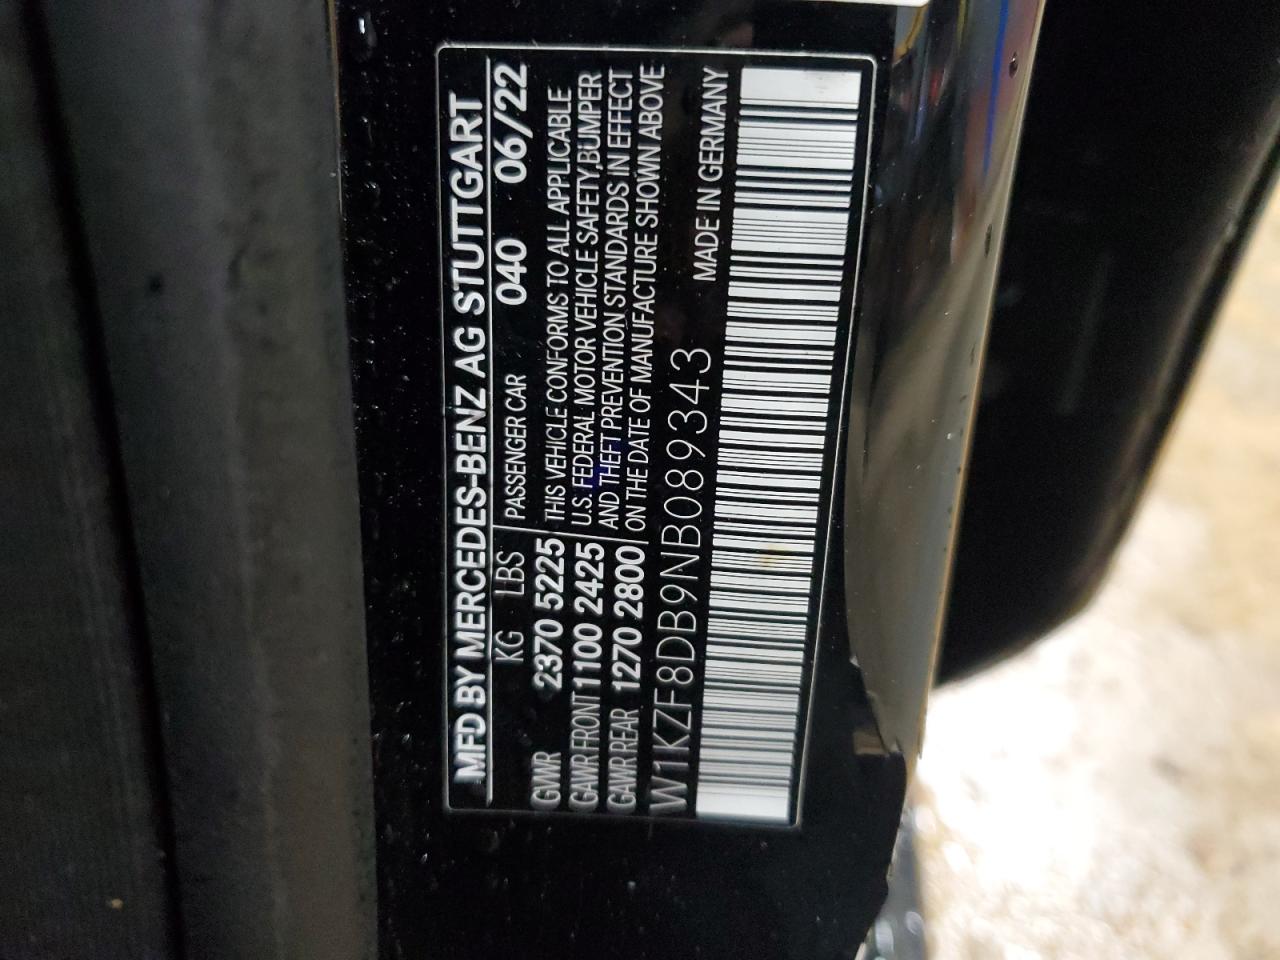 MFD BY MERCEDES-BENZ AG STUTTGART
KG LBS PASSENGER CAR 040 06/22
GWR 2370 5225 THIS VEHICLE CONFORMS TO ALL APPLICABLE
GAWR FRONT 1100 2425 U.S. FEDERAL MOTOR VEHICLE SAFETY,BUMPER
AND THEFT PREVENTION STANDARDS IN EFFECT
GAWR REAR 1270 2800 ON THE DATE OF MANUFACTURE SHOWN ABOVE
W1KZF8DB9NB089343 MADE IN GERMANY